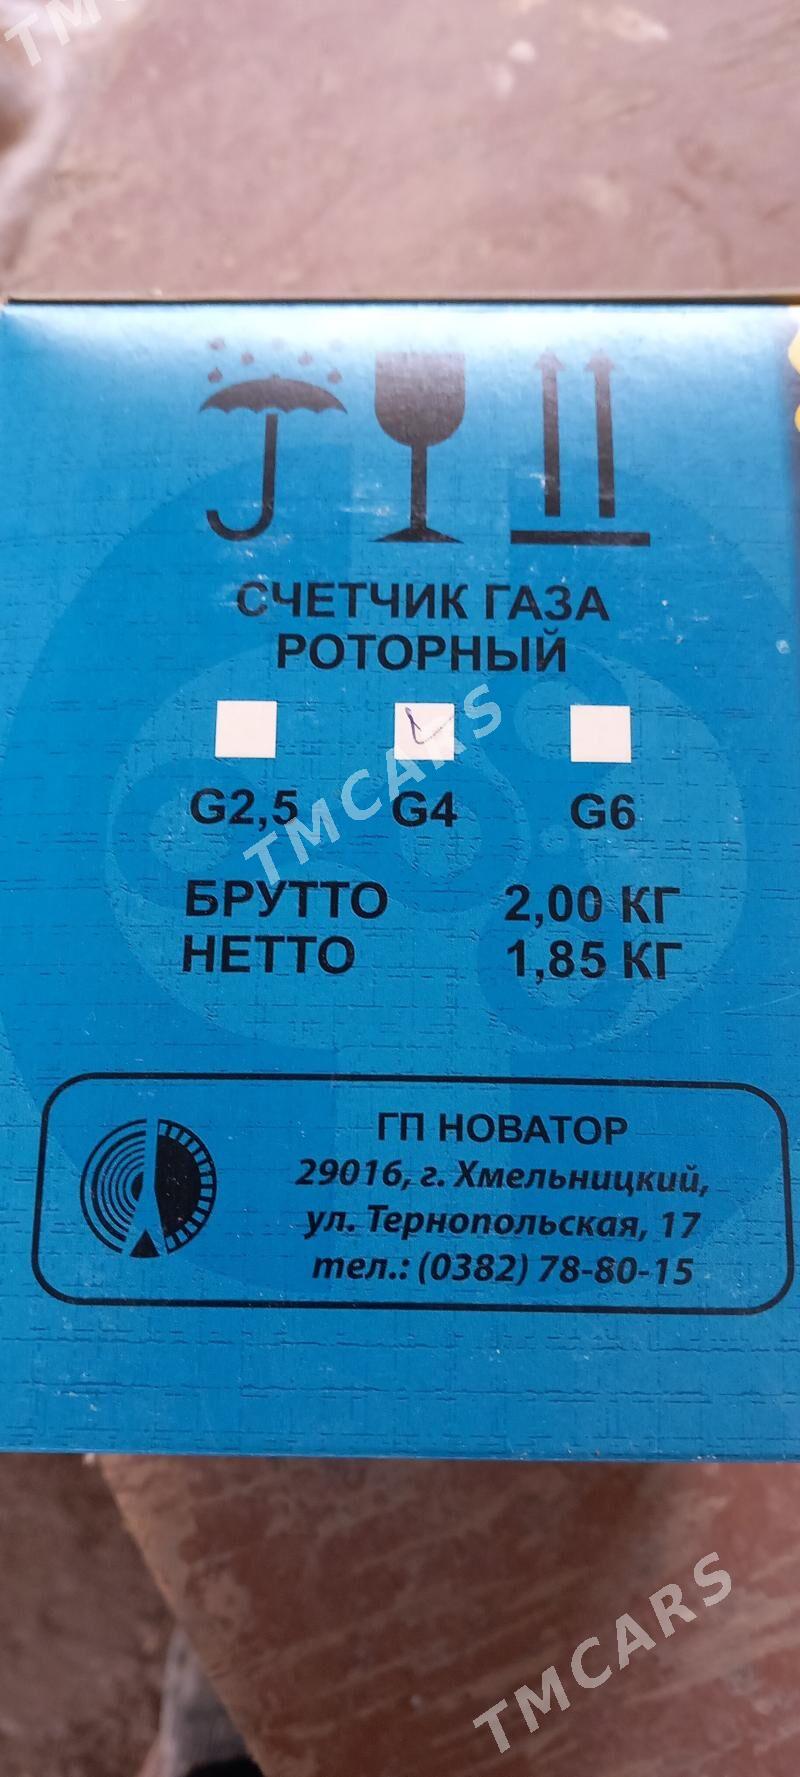 TMCARS
СЧЕТЧИК ГАЗА
РОТОРНЫЙ
G2,5 G4 G6
TMCARS
БРУТТО 2,00 КГ
НЕТТО 1,85 КГ
ГП НОВАТОР
29016, г. Хмельницкий,
ул. Тернопольская, 17
тел.: (0382) 78-80-15
TMCARS